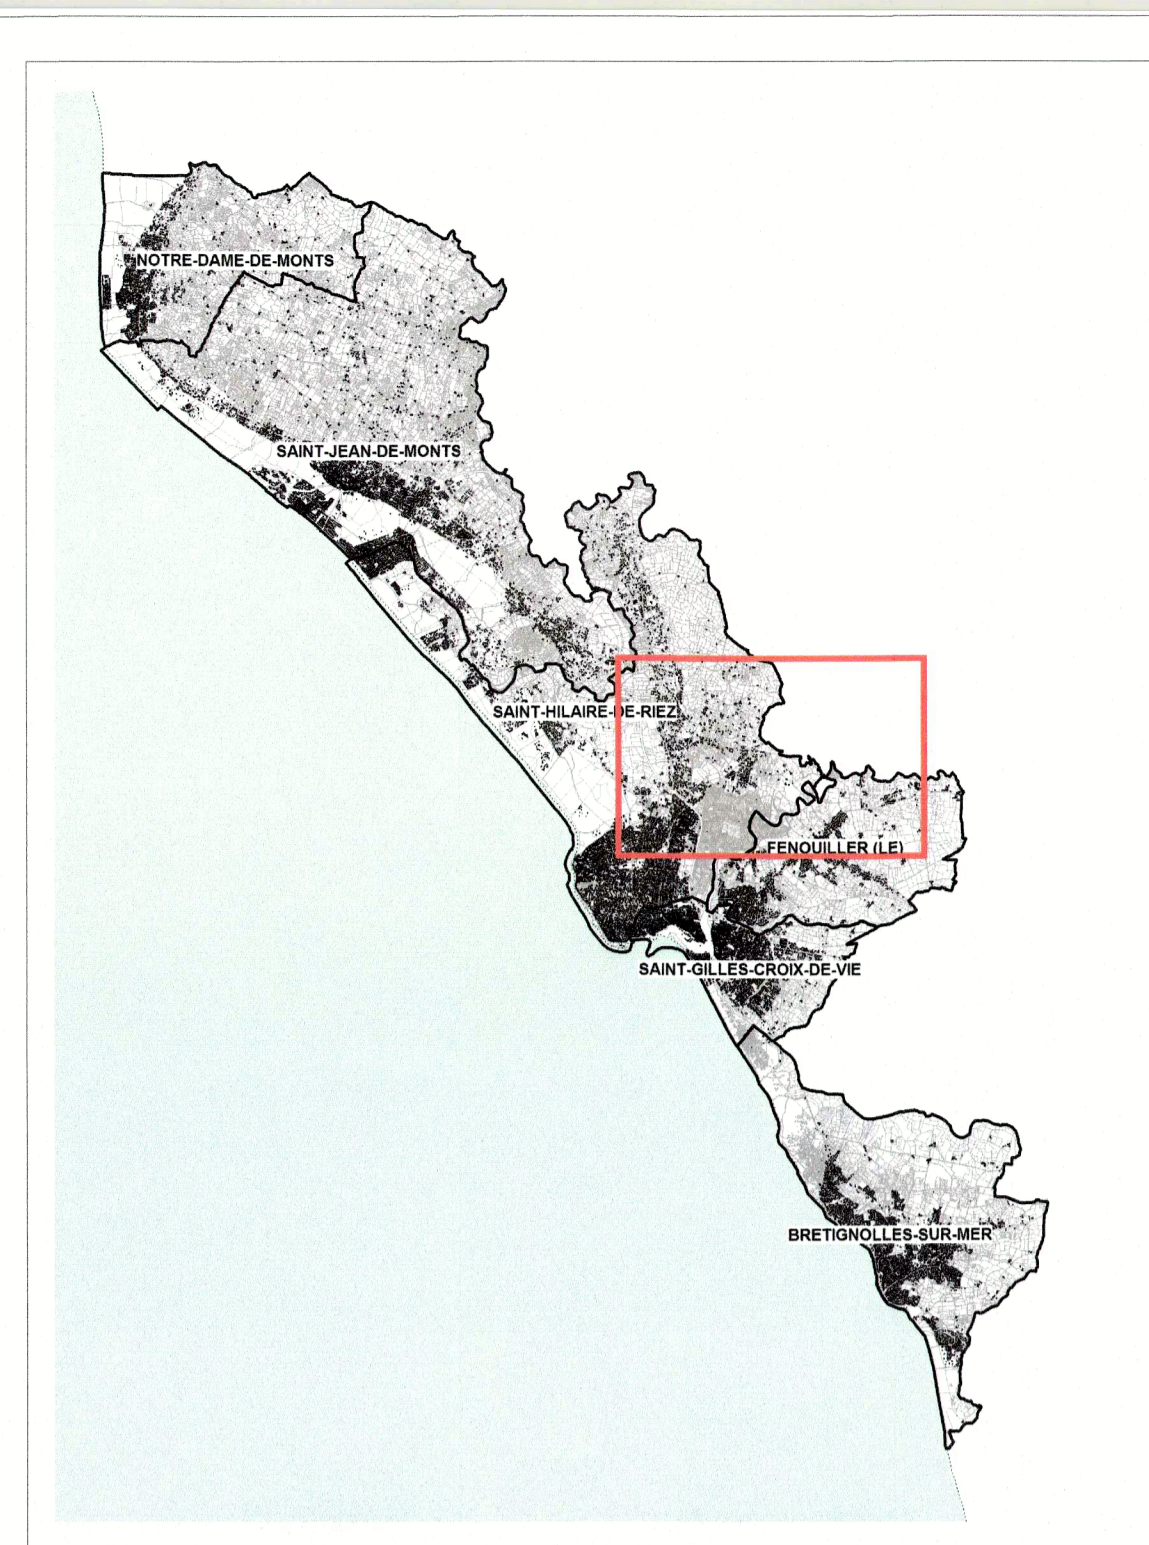 NOTRE-DAME-DE-MONTS
SAINT-JEAN-DE-MONTS
SAINT-HILAIRE-DE-RIEZ
FENOUILLER (LE)
SAINT-GILLES-CROIX-DE-VIE
BRETIGNOLLES-SUR-MER